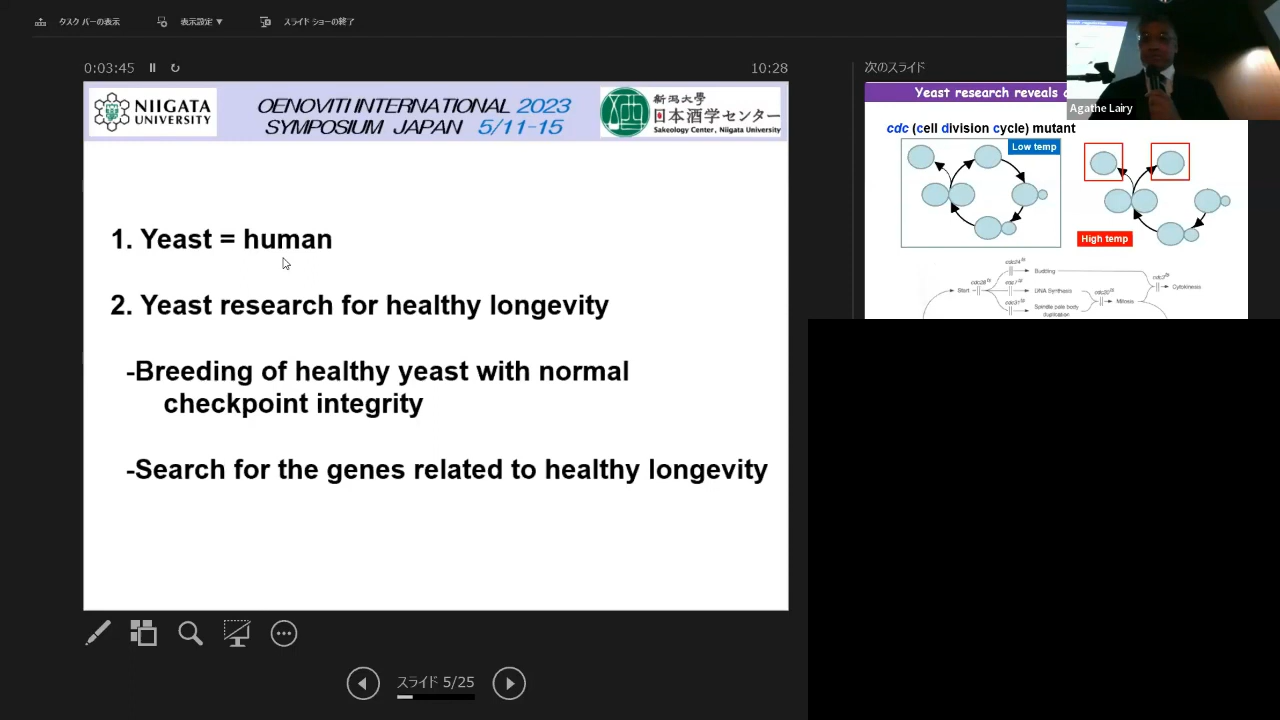 タスク バーの表示
表示設定 ▼
スライド ショーの終了
0:03:45
10:28
NIIGATA
UNIVERSITY
OENOVITI INTERNATIONAL 2023
SYMPOSIUM JAPAN 5/11-15
新潟大學
日本酒学センター
Sakeology Center, Niigata University
1. Yeast = human
2. Yeast research for healthy longevity
-Breeding of healthy yeast with normal
checkpoint integrity
-Search for the genes related to healthy longevity
スライド 5/25
次のスライド
Yeast research reveals
Agathe Lairy
cdc (cell division cycle) mutant
Low temp
High temp
Start
Budding
DNA Synthesis
Spindle pole body
duplication
Mitosis
Cytokinesis